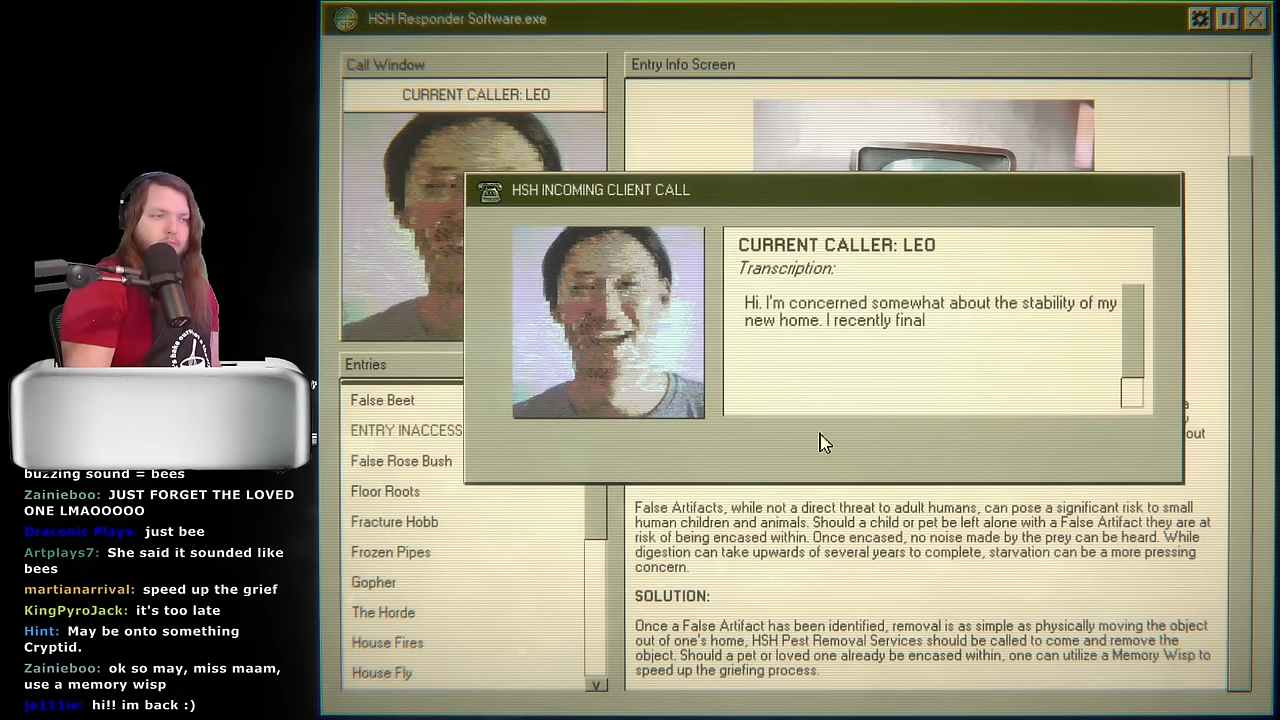 HSH Responder Software.exe
Call Window
CURRENT CALLER: LEO
Entry Info Screen
HSH INCOMING CLIENT CALL
CURRENT CALLER: LEO
Transcription:
Hi. I'm concerned somewhat about the stability of my
new home. I recently final
Entries
False Beet
ENTRY INACCESS
False Rose Bush
Floor Roots
Fracture Hobb
Frozen Pipes
Gopher
The Horde
House Fires
House Fly
V
out
False Artifacts, while not a direct threat to adult humans, can pose a significant risk to small
human children and animals. Should a child or pet be left alone with a False Artifact they are at
risk of being encased within. Once encased, no noise made by the prey can be heard. While
digestion can take upwards of several years to complete, starvation can be a more pressing
concern.
SOLUTION:
Once a False Artifact has been identified, removal is as simple as physically moving the object
out of one's home, HSH Pest Removal Services should be called to come and remove the
object. Should a pet or loved one already be encased within, one can utilize a Memory Wisp to
speed up the griefing process.
buzzing sound = bees
Zainieboo: JUST FORGET THE LOVED
ONE LMAOOOOO
Draconic Plays: just
bee
Artplays7: She said it sounded like
bees
martianarrival: speed up the grief
KingPyroJack: it's too late
Hint: May be onto something
Cryptid.
Zainieboo: ok so may, miss maam,
use a memory wisp
je111ie: hi!! im back :)